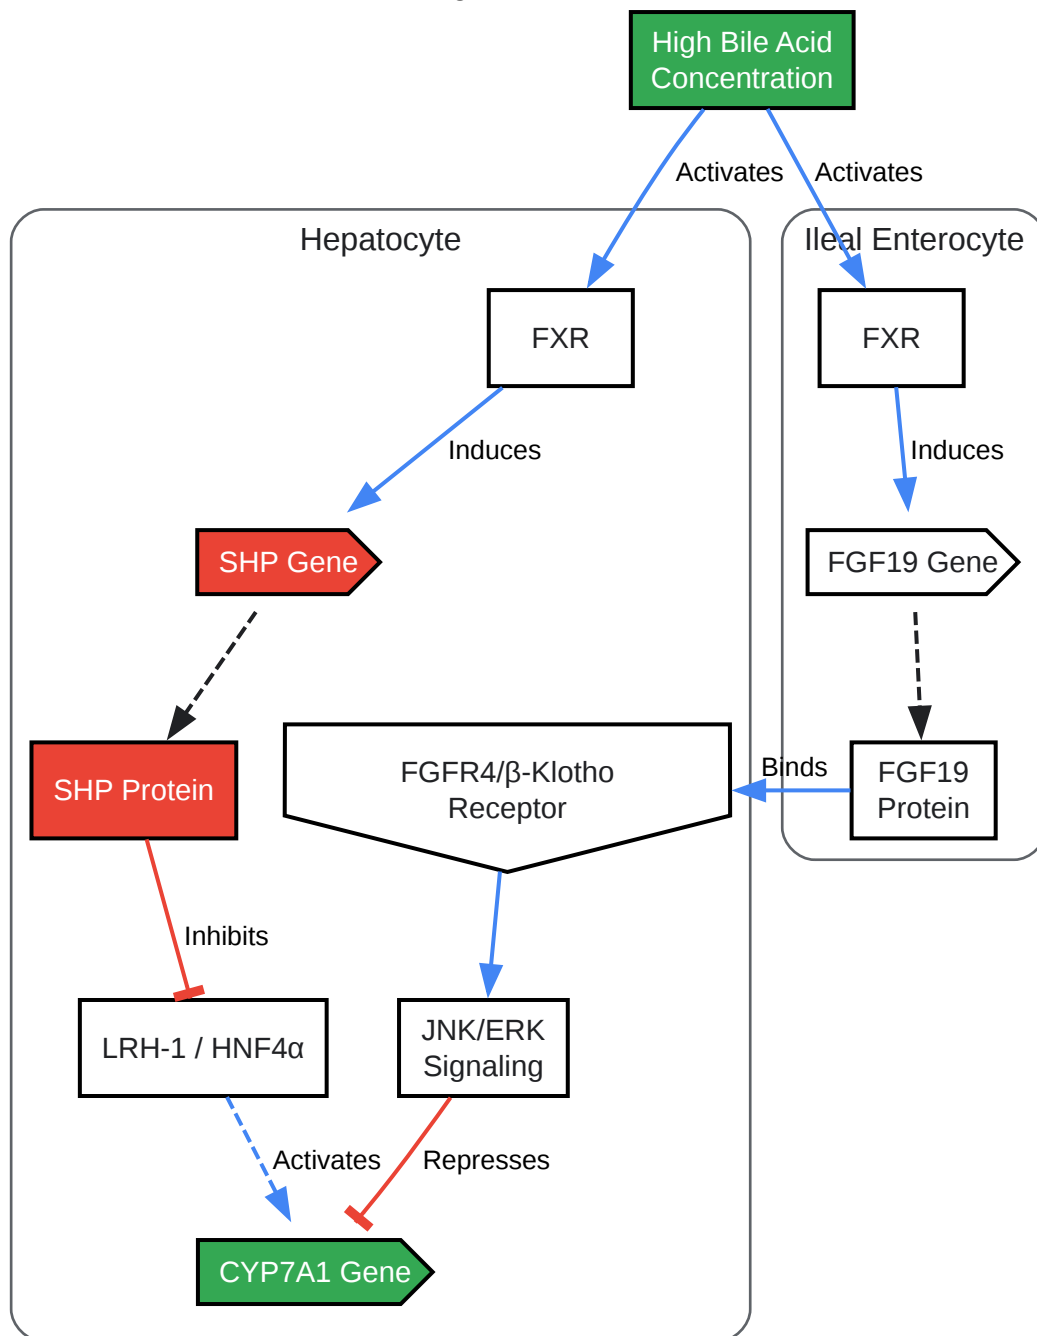 High Bile Acid
Concentration
Activates
Activates
Hepatocyte
Ileal Enterocyte
FXR
FXR
Induces
Induces
SHP Gene
FGF19 Gene
SHP Protein
FGFR4/β-Klotho
Receptor
Binds
FGF19
Protein
Inhibits
LRH-1 / HNF4α
JNK/ERK
Signaling
Activates
Represses
CYP7A1 Gene